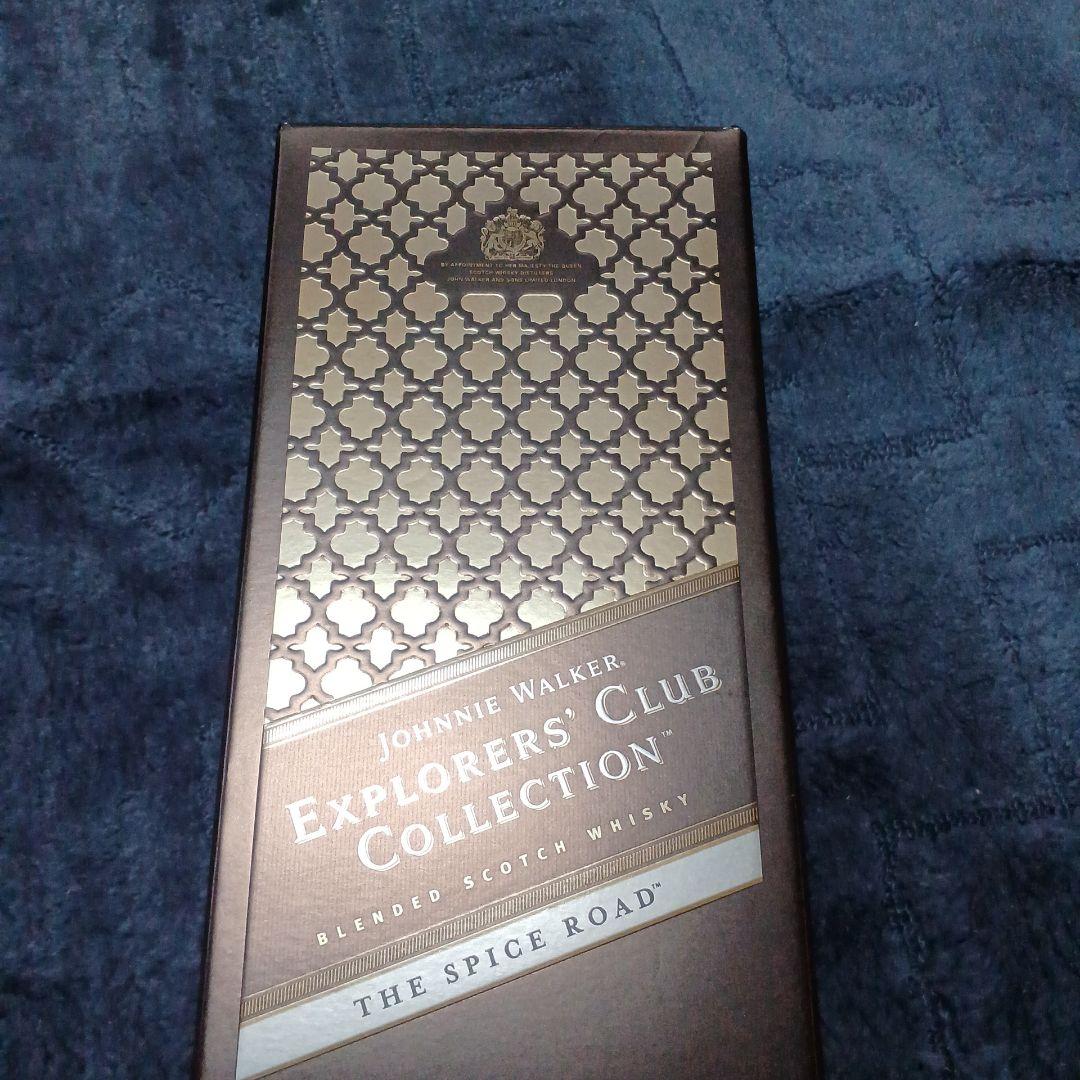 BY APPOINTMENT TO HER MAJESTY THE QUEEN
SCOTCH WHISKY DISTILLERS
JOHN WALKER AND SONS LIMITED LONDON
JOHNNIE WALKER®
EXPLORERS' CLUB
COLLECTION™
BLENDED SCOTCH WHISKY
THE SPICE ROAD™